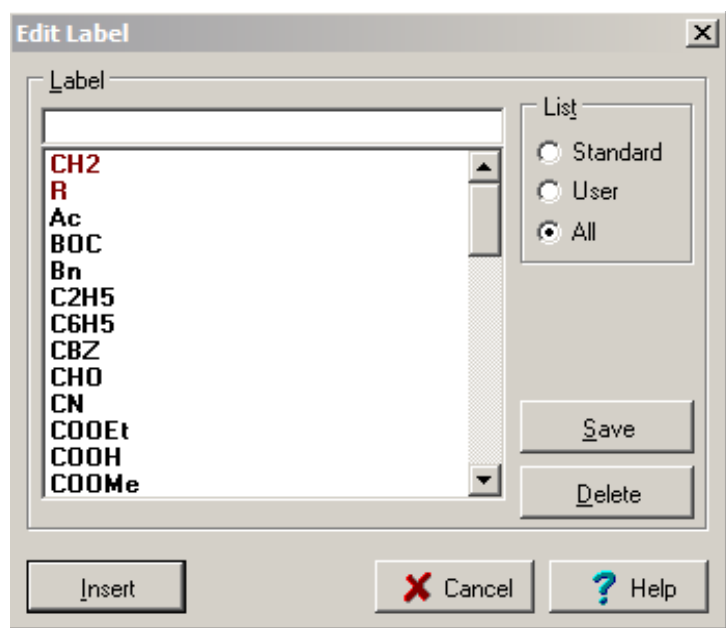 Edit Label
Label
List
CH2
R
Ac
BOC
Bn
C2H5
C6H5
CBZ
CHO
CN
COOEt
COOH
COOMe
Standard
User
All
Save
Delete
Insert
Cancel
? Help